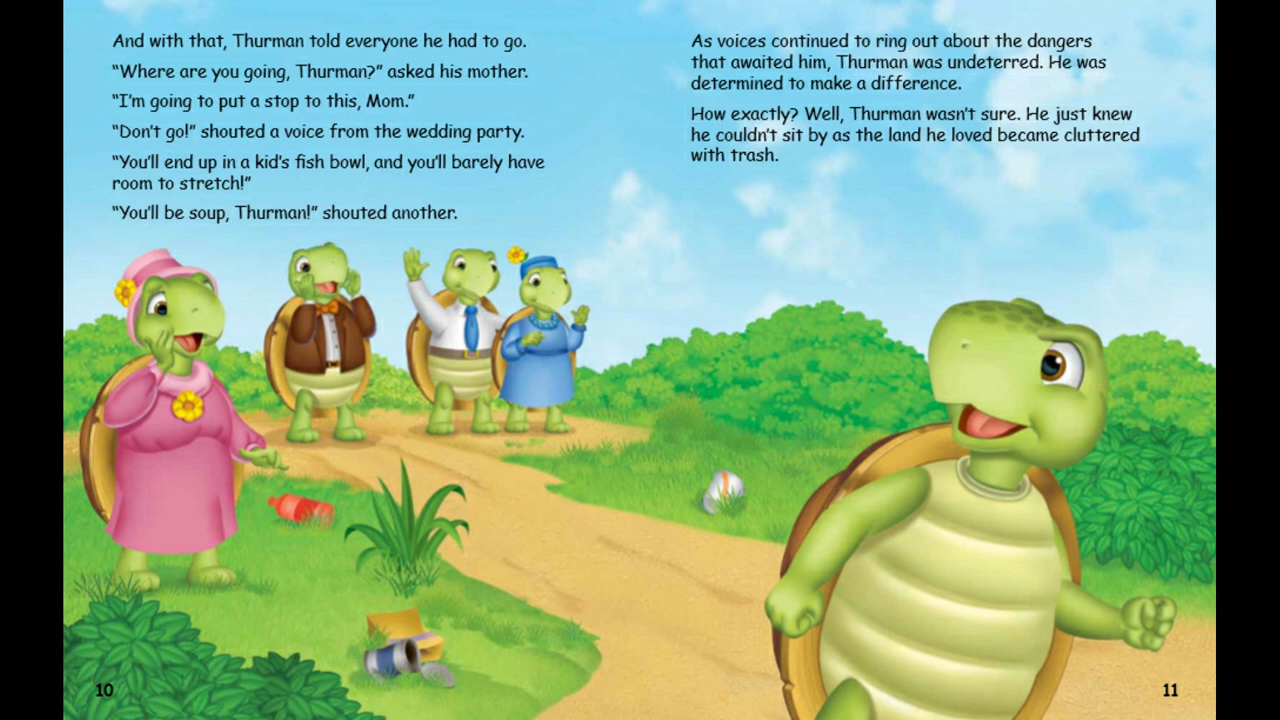 And with that, Thurman told everyone he had to go.
“Where are you going, Thurman?” asked his mother.
“I’m going to put a stop to this, Mom.”
“Don’t go!” shouted a voice from the wedding party.
“You’ll end up in a kid’s fish bowl, and you’ll barely have
room to stretch!”
“You’ll be soup, Thurman!” shouted another.
10
As voices continued to ring out about the dangers
that awaited him, Thurman was undeterred. He was
determined to make a difference.
How exactly? Well, Thurman wasn’t sure. He just knew
he couldn’t sit by as the land he loved became cluttered
with trash.
11